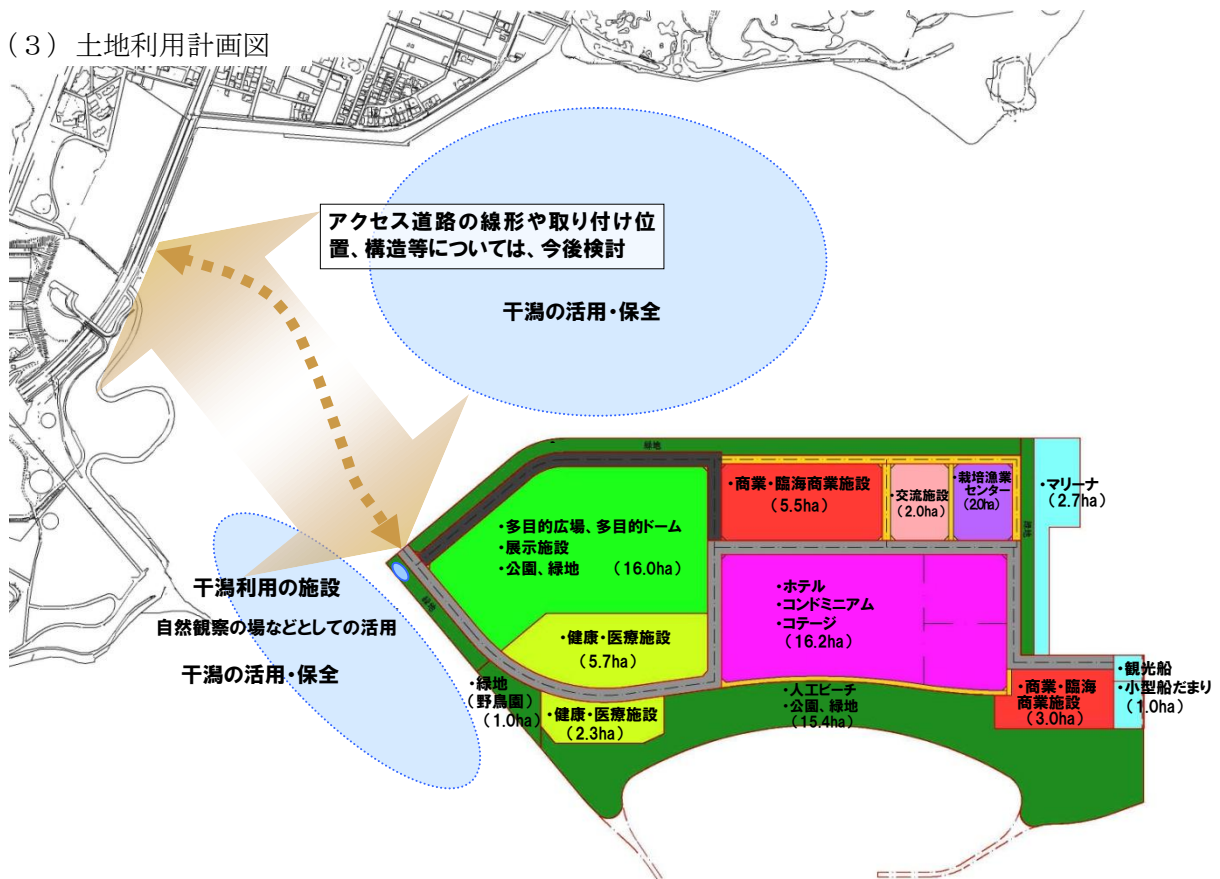 (3) 土地利用計画図
アクセス道路の線形や取り付け位
置、構造等については、今後検討
干潟の活用・保全
緑地
・商業・臨海商業施設
(5.5ha)
・交流施設
(2.0ha)
・栽培漁業
センター
(2.0ha)
・マリーナ
(2.7ha)
緑地
・多目的広場、多目的ドーム
・展示施設
・公園、緑地 (16.0ha)
・ホテル
・コンドミニアム
・コテージ
(16.2ha)
干潟利用の施設
自然観察の場などとしての活用
干潟の活用・保全
緑地
・健康・医療施設
(5.7ha)
・緑地
(野鳥園)
(1.0ha)
・健康・医療施設
(2.3ha)
・人工ビーチ
・公園、緑地
(15.4ha)
・商業・臨海
商業施設
(3.0ha)
・観光船
・小型船だまり
(1.0ha)